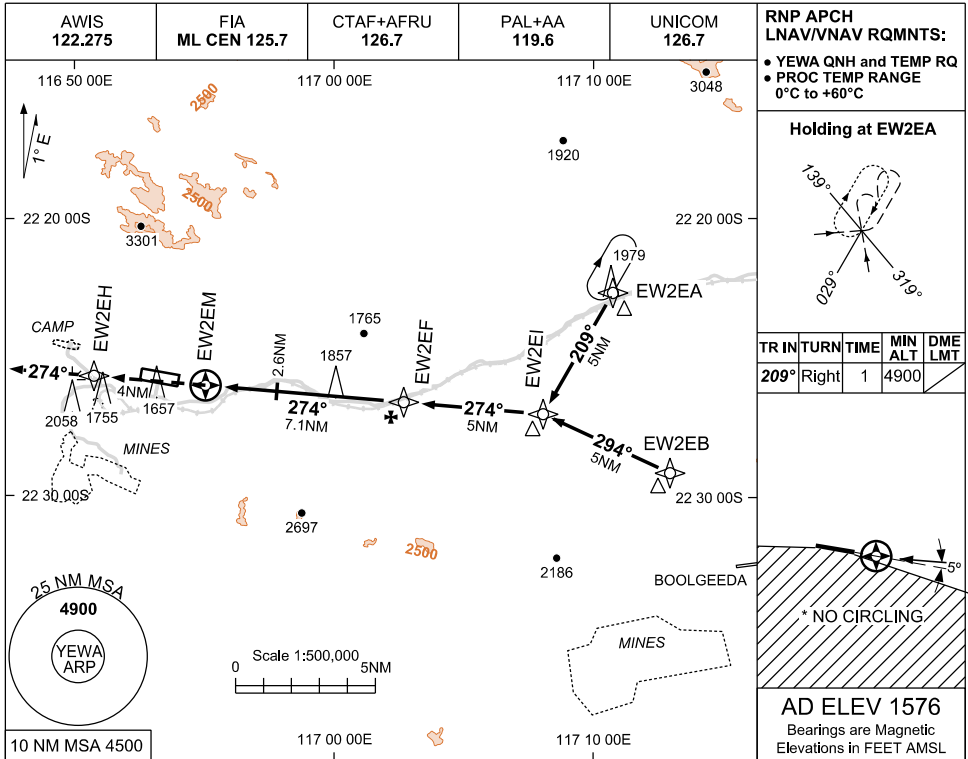 AWIS
122.275
FIA
ML CEN 125.7
CTAF+AFRU
126.7
PAL+AA
119.6
UNICOM
126.7
RNP APCH
LNAV/VNAV RQMNTS:
• YEWA QNH and TEMP RQ
• PROC TEMP RANGE
0°C to +60°C
116 50 00E
117 00 00E
117 10 00E
1° E
2500
2500
3301
3048
1920
22 20 00S
22 20 00S
Holding at EW2EA
139°
029°
319°
1979
EW2EA
209°
5NM
CAMP
EW2EH
EW2EM
1765
2.6NM
1857
EW2EF
EW2EI
274°
4NM
274°
7.1NM
274°
5NM
294°
5NM
EW2EB
2058
1755
1657
MINES
TR IN
TURN
TIME
MIN ALT
DME LMT
209°
Right
1
4900
22 30 00S
22 30 00S
2697
2500
2186
BOOLGEEDA
MINES
5°
* NO CIRCLING
25 NM MSA
4900
YEWA
ARP
Scale 1:500,000
0
5NM
10 NM MSA 4500
117 00 00E
117 10 00E
AD ELEV 1576
Bearings are Magnetic
Elevations in FEET AMSL